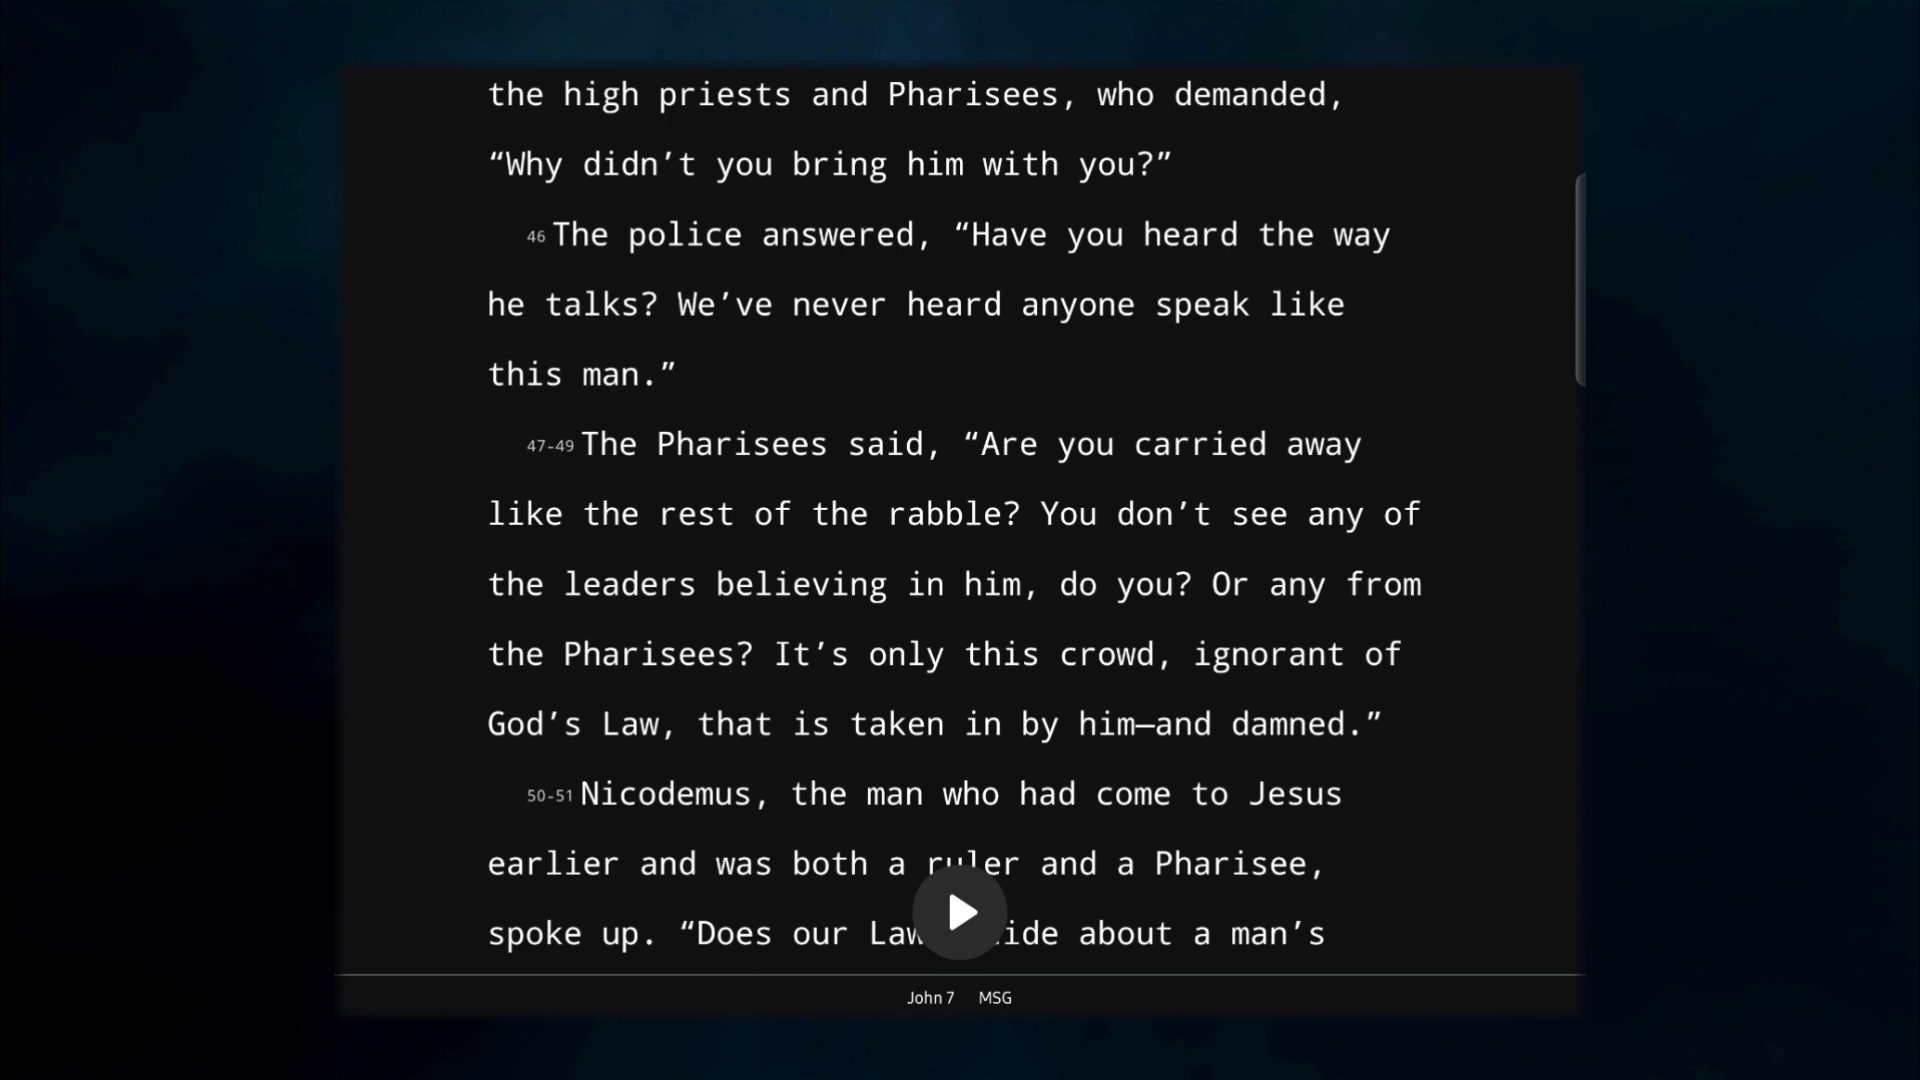 the high priests and Pharisees, who demanded,
“Why didn’t you bring him with you?”
46 The police answered, “Have you heard the way
he talks? We’ve never heard anyone speak like
this man.”
47-49 The Pharisees said, “Are you carried away
like the rest of the rabble? You don’t see any of
the leaders believing in him, do you? Or any from
the Pharisees? It’s only this crowd, ignorant of
God’s Law, that is taken in by him—and damned.”
50-51 Nicodemus, the man who had come to Jesus
earlier and was both a ruler and a Pharisee,
spoke up. “Does our Law about a man’s
John 7 MSG